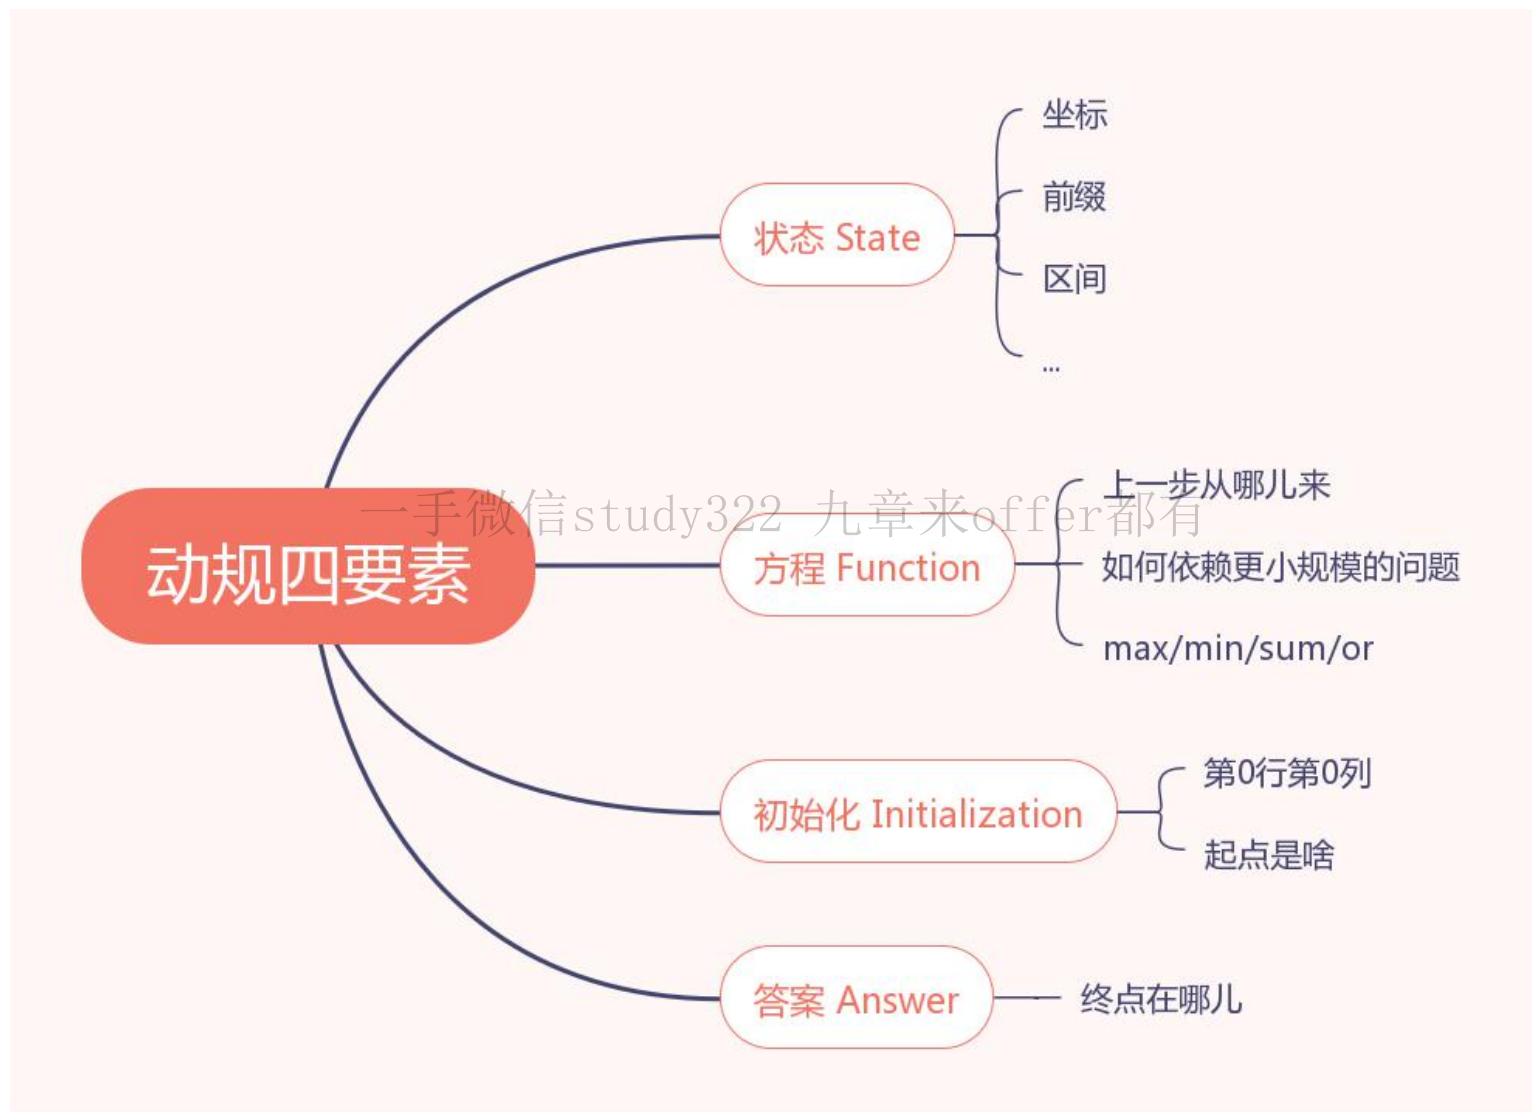 坐标
前缀
状态 State
区间
...
上一步从哪儿来
一手微信study322 九章来offer都有
动规四要素
方程 Function
如何依赖更小规模的问题
max/min/sum/or
第0行第0列
初始化 Initialization
起点是啥
答案 Answer
终点在哪儿